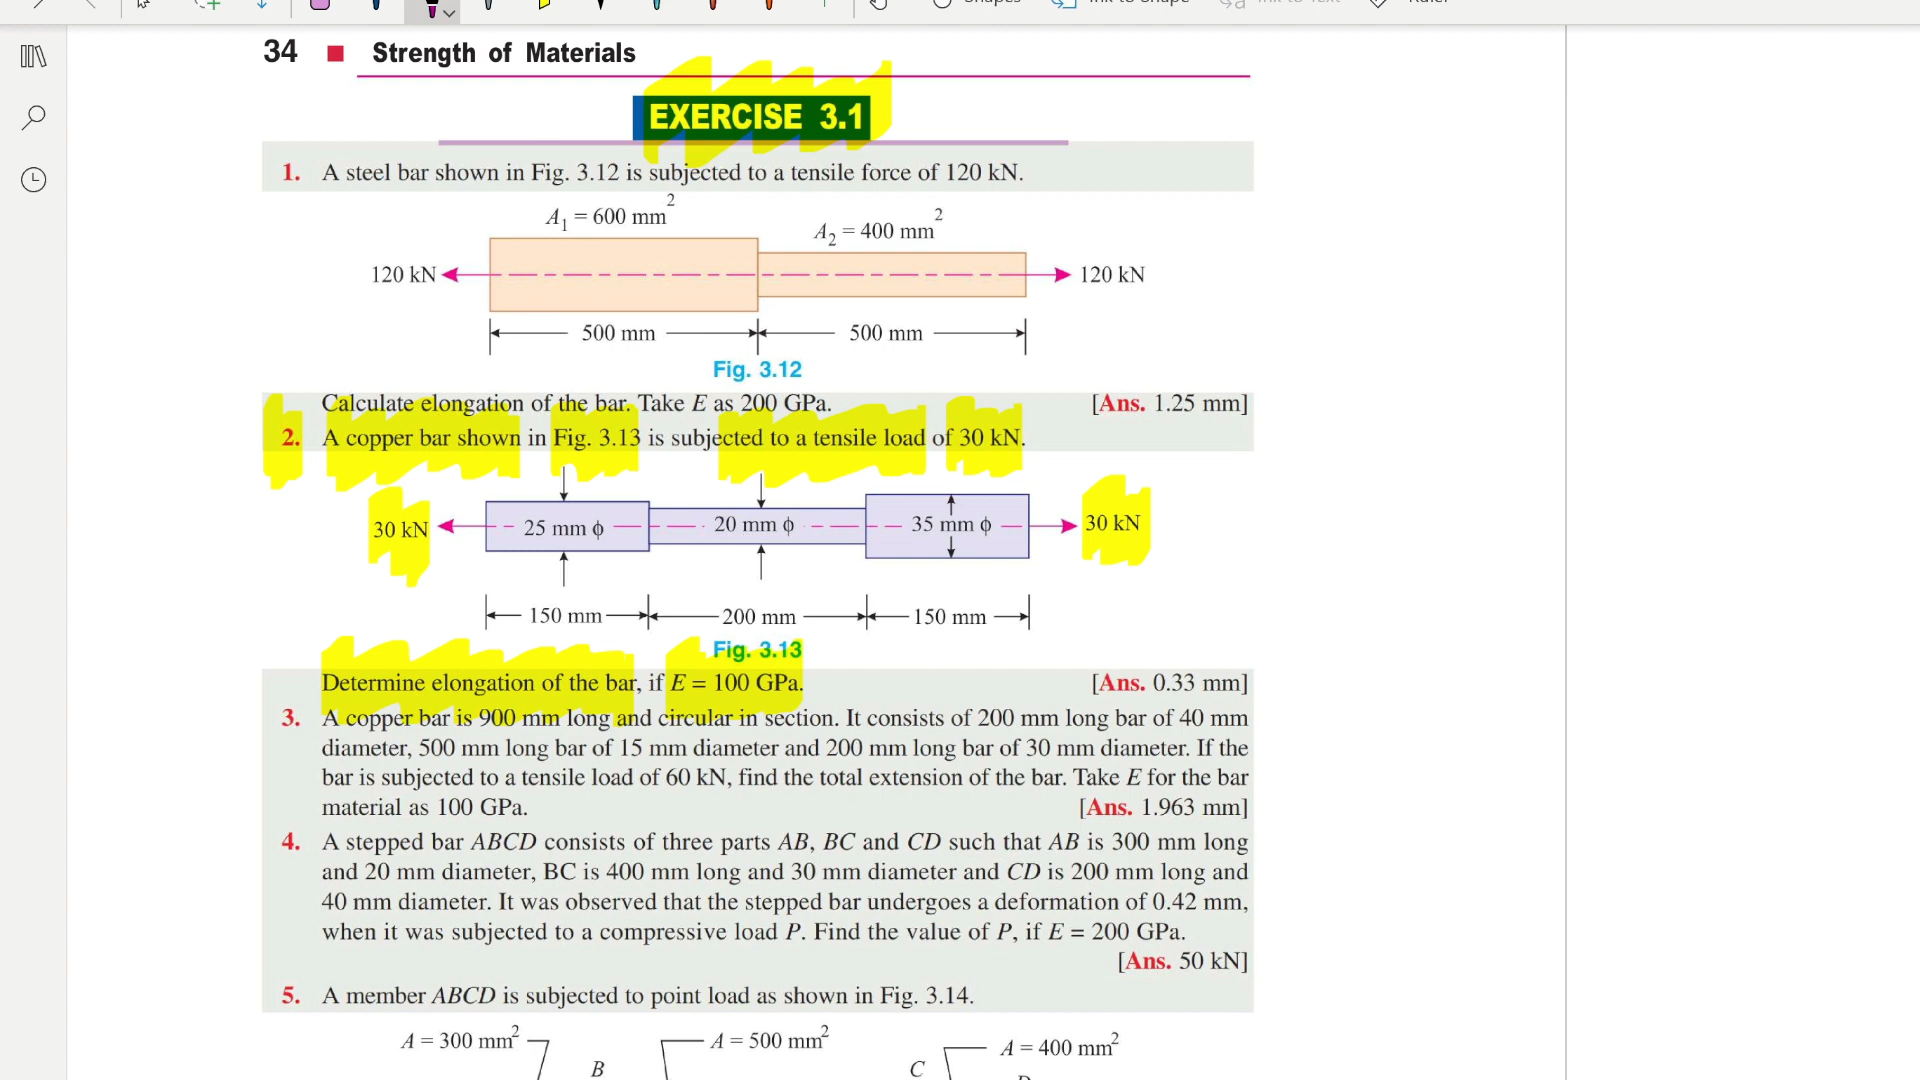 34 ■ Strength of Materials
EXERCISE 3.1
1. A steel bar shown in Fig. 3.12 is subjected to a tensile force of 120 kN.
A₁ = 600 mm²
A₂ = 400 mm²
120 kN
120 kN
500 mm
500 mm
Fig. 3.12
Calculate elongation of the bar. Take E as 200 GPa. [Ans. 1.25 mm]
2. A copper bar shown in Fig. 3.13 is subjected to a tensile load of 30 kN.
30 kN
25 mm ϕ
20 mm ϕ
35 mm ϕ
30 kN
150 mm
200 mm
150 mm
Fig. 3.13
Determine elongation of the bar, if E = 100 GPa. [Ans. 0.33 mm]
3. A copper bar is 900 mm long and circular in section. It consists of 200 mm long bar of 40 mm
diameter, 500 mm long bar of 15 mm diameter and 200 mm long bar of 30 mm diameter. If the
bar is subjected to a tensile load of 60 kN, find the total extension of the bar. Take E for the bar
material as 100 GPa. [Ans. 1.963 mm]
4. A stepped bar ABCD consists of three parts AB, BC and CD such that AB is 300 mm long
and 20 mm diameter, BC is 400 mm long and 30 mm diameter and CD is 200 mm long and
40 mm diameter. It was observed that the stepped bar undergoes a deformation of 0.42 mm,
when it was subjected to a compressive load P. Find the value of P, if E = 200 GPa.
[Ans. 50 kN]
5. A member ABCD is subjected to point load as shown in Fig. 3.14.
A = 300 mm²
A = 500 mm²
A = 400 mm²
B
C